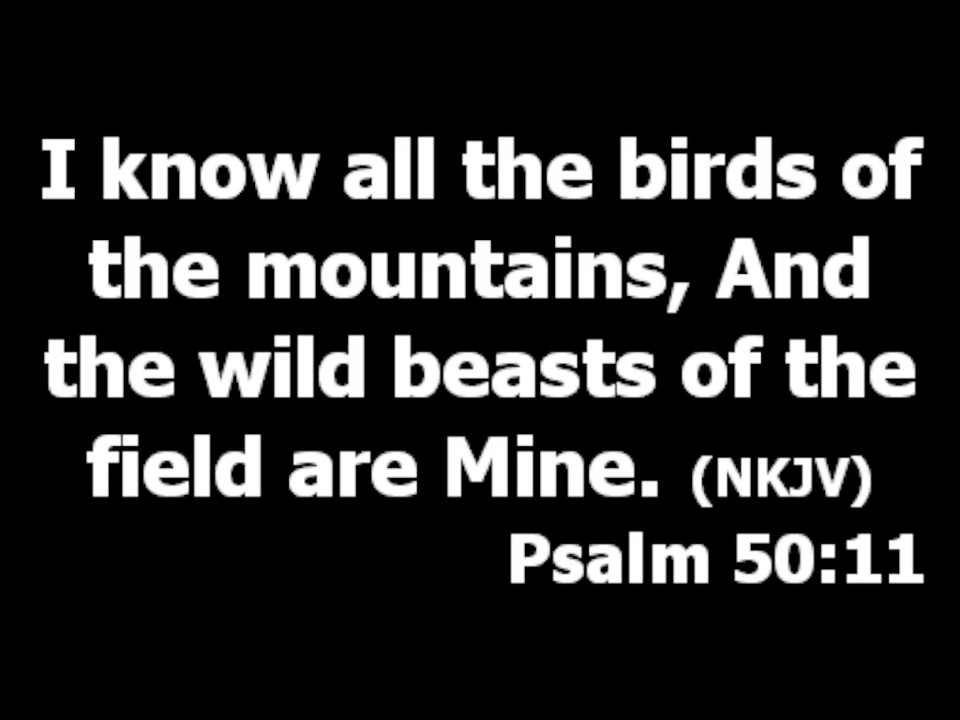 I know all the birds of
the mountains, And
the wild beasts of the
field are Mine. (NKJV)
Psalm 50:11